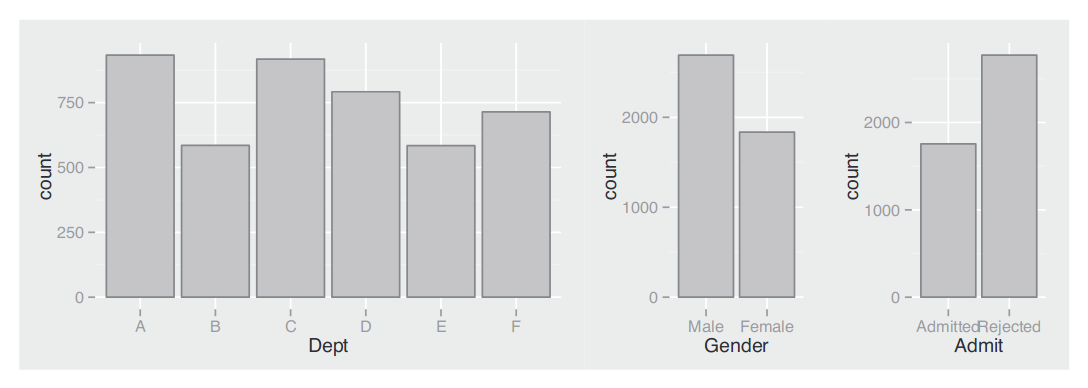 count
750
500
250
0
A B C D E F
Dept
count
2000
1000
0
Male Female
Gender
count
2000
1000
0
Admitted Rejected
Admit